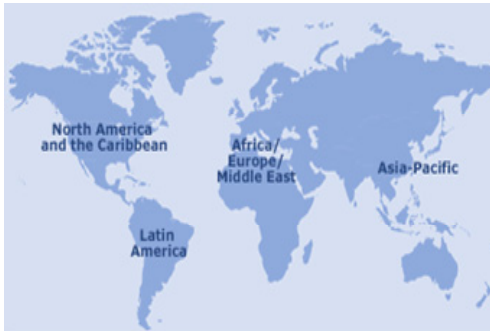 North America
and the Caribbean
Africa/
Europe/
Middle East
Asia-Pacific
Latin
America